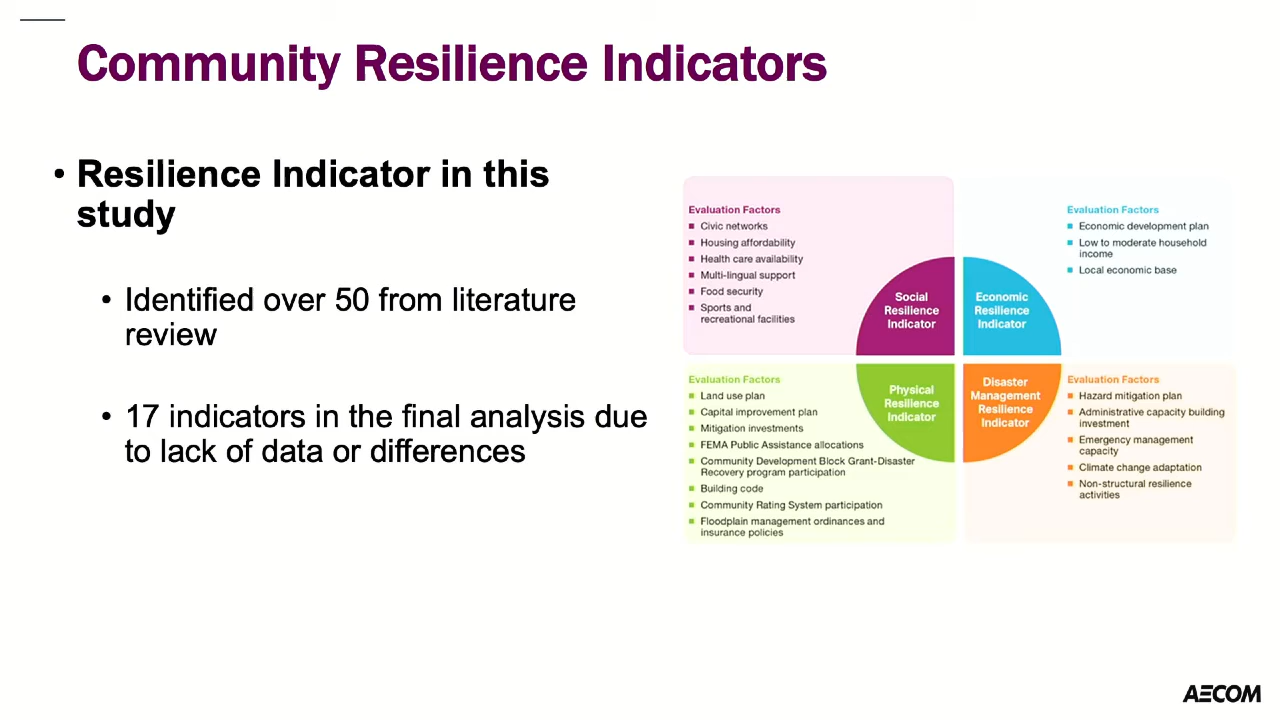 Community Resilience Indicators
• Resilience Indicator in this
study
• Identified over 50 from literature
review
• 17 indicators in the final analysis due
to lack of data or differences
Evaluation Factors
Civic networks
Housing affordability
Health care availability
Multi-lingual support
Food security
Sports and
recreational facilities
Social
Resilience
Indicator
Economic
Resilience
Indicator
Evaluation Factors
Economic development plan
Low to moderate household
income
Local economic base
Evaluation Factors
Land use plan
Capital improvement plan
Mitigation investments
FEMA Public Assistance allocations
Community Development Block Grant-Disaster
Recovery program participation
Building code
Community Rating System participation
Floodplain management ordinances and
insurance policies
Physical
Resilience
Indicator
Disaster
Management
Resilience
Indicator
Evaluation Factors
Hazard mitigation plan
Administrative capacity building
investment
Emergency management
capacity
Climate change adaptation
Non-structural resilience
activities
AECOM